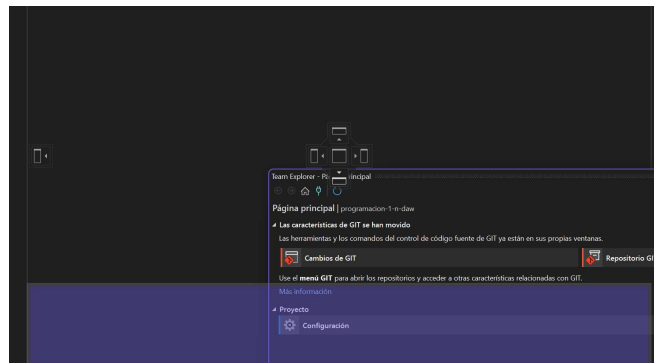 Team Explorer - Pá incipal
Página principal | programacion-1-n-daw
Las características de GIT se han movido
Las herramientas y los comandos del control de código fuente de GIT ya están en sus propias ventanas.
Cambios de GIT
Repositorio GI
Use el menú GIT para abrir los repositorios y acceder a otras características relacionadas con GIT.
Más información
Proyecto
Configuración